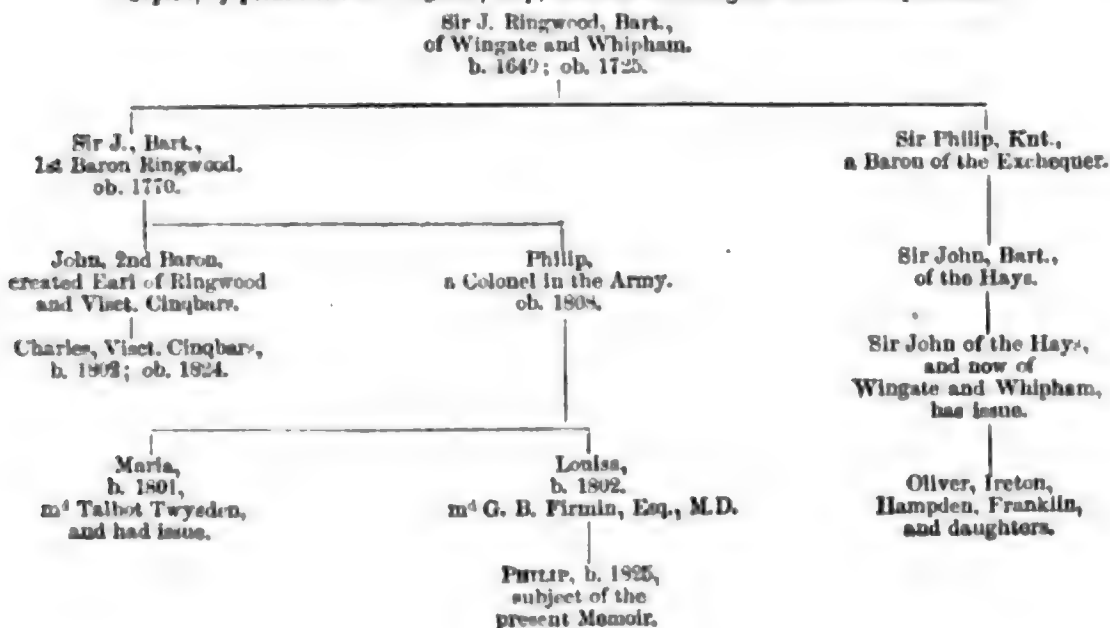 Sir J. Ringwood, Bart.,
of Wingate and Whipham.
b. 1649; ob. 1725.
Sir J., Bart.,
1st Baron Ringwood.
ob. 1770.
Sir Philip, Knt.,
a Baron of the Exchequer.
John, 2nd Baron,
created Earl of Ringwood
and Visct. Cinqbars.
Philip,
a Colonel in the Army.
ob. 1808.
Sir John, Bart.,
of the Hays.
Charles, Visct. Cinqbars,
b. 1802; ob. 1824.
Sir John of the Hays,
and now of
Wingate and Whipham,
has issue.
Maria,
b. 1801,
md Talbot Twysden,
and had issue.
Louisa,
b. 1802.
md G. B. Firmin, Esq., M.D.
Oliver, Ireton,
Hampden, Franklin,
and daughters.
PHILIP, b. 1825,
subject of the
present Memoir.